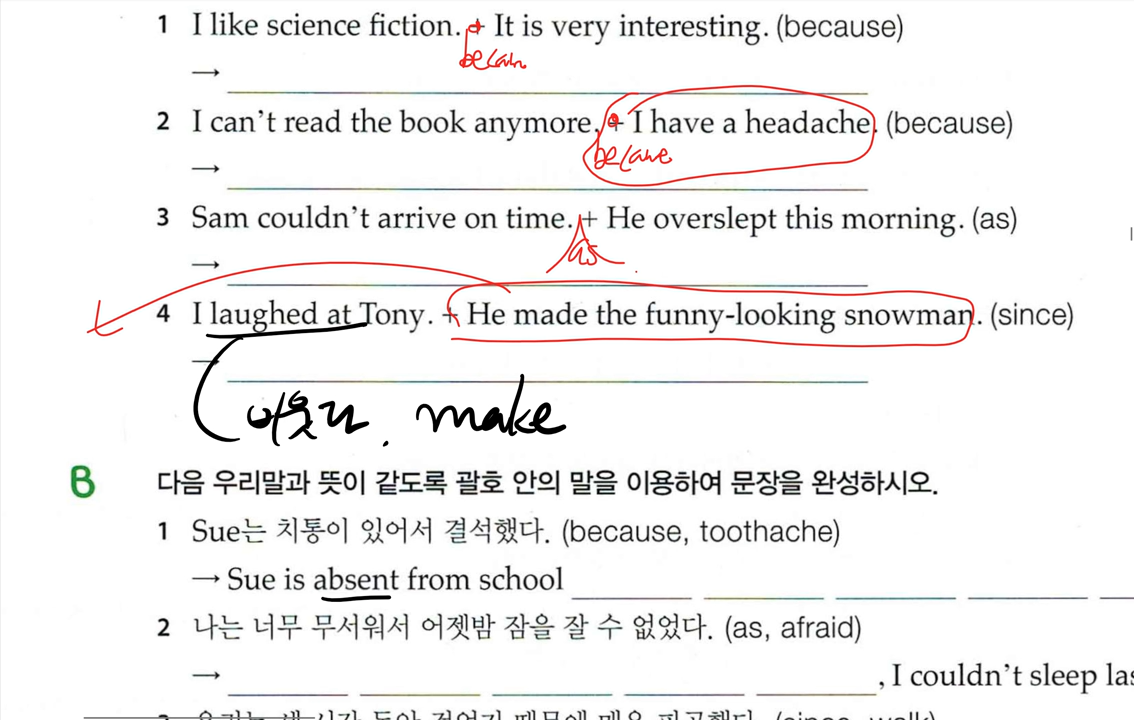 1 I like science fiction. + It is very interesting. (because)
→
2 I can't read the book anymore. + I have a headache. (because)
→
3 Sam couldn't arrive on time. + He overslept this morning. (as)
as
→
4 I laughed at Tony. + He made the funny-looking snowman. (since)
→
비웃다. make
B 다음 우리말과 뜻이 같도록 괄호 안의 말을 이용하여 문장을 완성하시오.
1 Sue는 치통이 있어서 결석했다. (because, toothache)
→ Sue is absent from school
2 나는 너무 무서워서 어젯밤 잠을 잘 수 없었다. (as, afraid)
→ , I couldn't sleep las